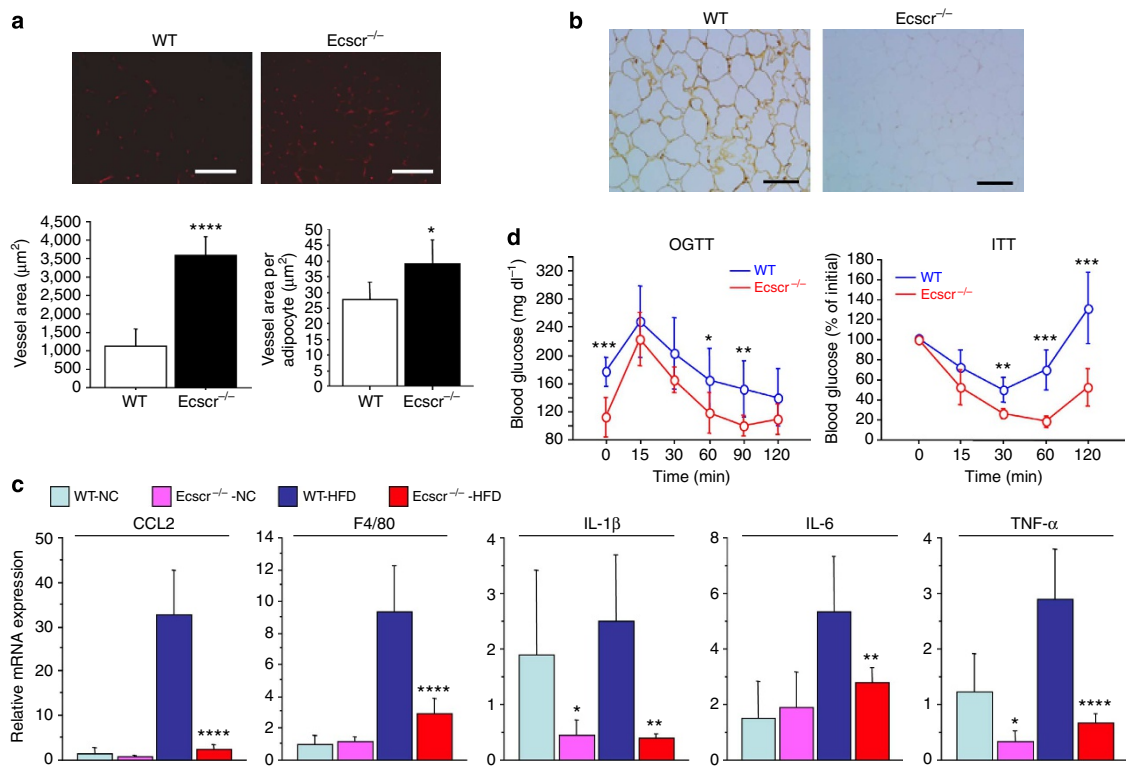 a
WT
Ecscr–/–
4,500
4,000
3,500
3,000
2,500
2,000
1,500
1,000
500
0
Vessel area (μm2)
****
WT
Ecscr–/–
50
45
40
35
30
25
20
15
10
5
0
Vessel area per
adipocyte (μm2)
*
WT
Ecscr–/–
b
WT
Ecscr–/–
d
OGTT
320
280
240
200
160
120
80
Blood glucose (mg dl–1)
WT
Ecscr–/–
***
*
**
0 15 30 60 90 120
Time (min)
ITT
180
160
140
120
100
80
60
40
20
0
Blood glucose (% of initial)
WT
Ecscr–/–
**
***
***
0 15 30 60 120
Time (min)
c
WT-NC
Ecscr–/– -NC
WT-HFD
Ecscr–/– -HFD
Relative mRNA expression
CCL2
50
40
30
20
10
0
****
F4/80
14
12
10
8
6
4
2
0
****
IL-1β
4
3
2
1
0
*
**
IL-6
8
6
4
2
0
**
TNF-α
4
3
2
1
0
*
****